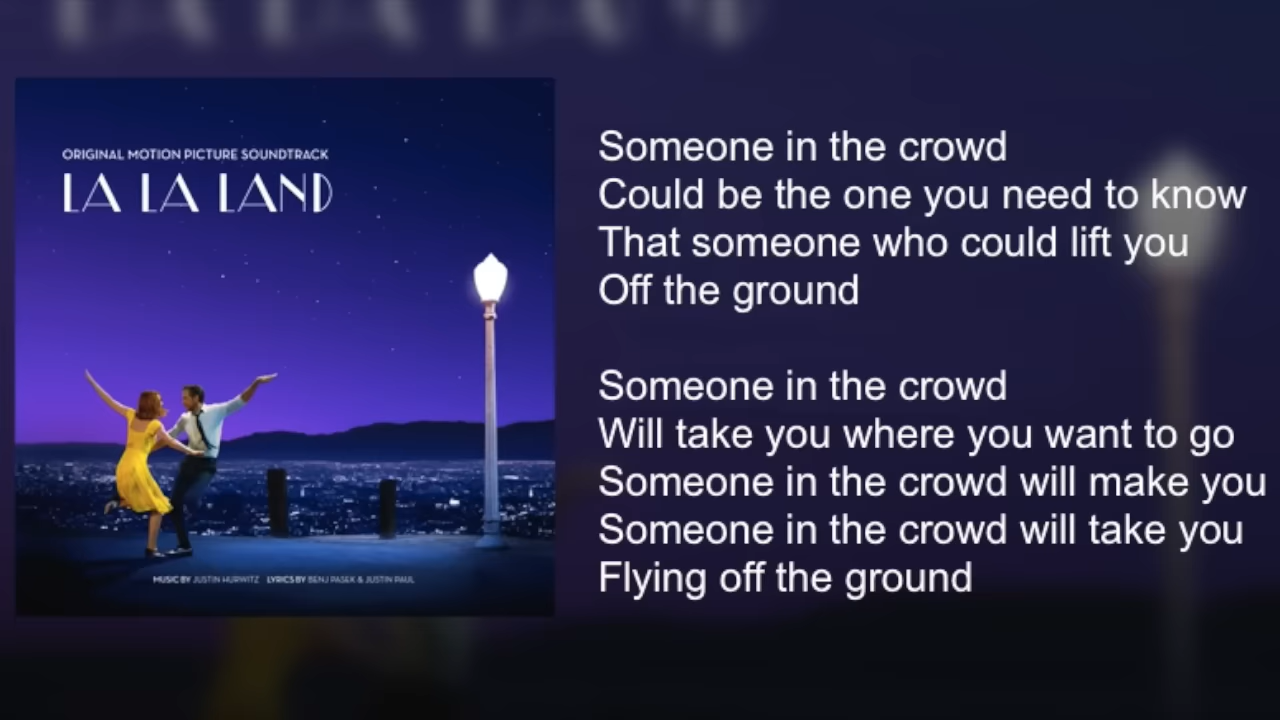 ORIGINAL MOTION PICTURE SOUNDTRACK
LA LA LAND
MUSIC BY JUSTIN HURWITZ LYRICS BY BENJ PASEK & JUSTIN PAUL
Someone in the crowd
Could be the one you need to know
That someone who could lift you
Off the ground
Someone in the crowd
Will take you where you want to go
Someone in the crowd will make you
Someone in the crowd will take you
Flying off the ground